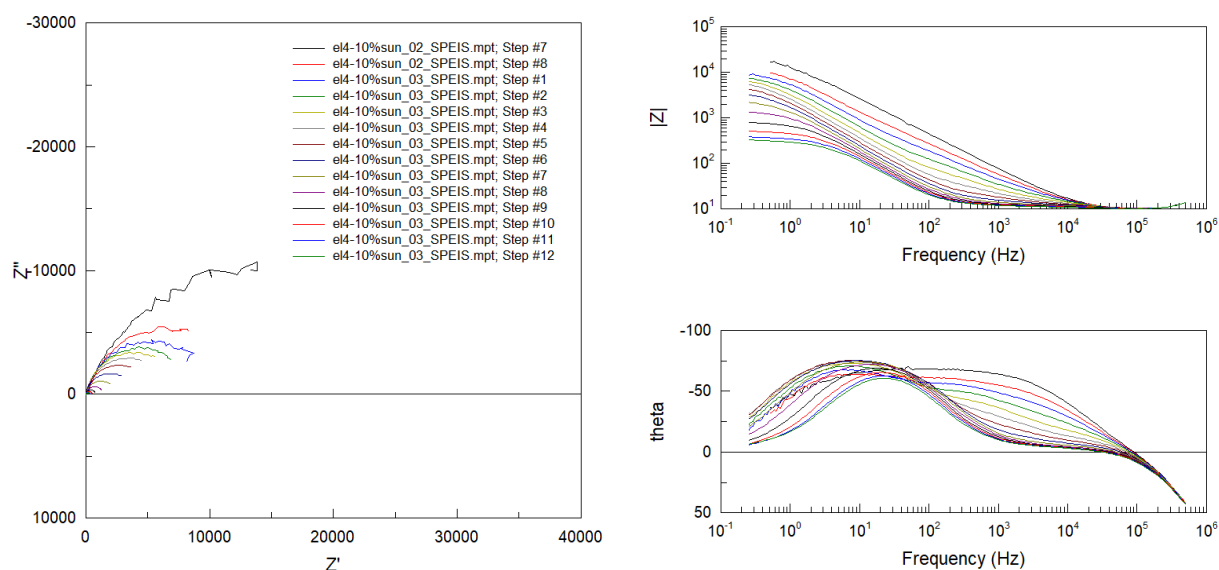 -30000
-20000
-10000
0
10000
Z''
0
10000
20000
30000
40000
Z'
el4-10%sun_02_SPEIS.mpt; Step #7
el4-10%sun_02_SPEIS.mpt; Step #8
el4-10%sun_03_SPEIS.mpt; Step #1
el4-10%sun_03_SPEIS.mpt; Step #2
el4-10%sun_03_SPEIS.mpt; Step #3
el4-10%sun_03_SPEIS.mpt; Step #4
el4-10%sun_03_SPEIS.mpt; Step #5
el4-10%sun_03_SPEIS.mpt; Step #6
el4-10%sun_03_SPEIS.mpt; Step #7
el4-10%sun_03_SPEIS.mpt; Step #8
el4-10%sun_03_SPEIS.mpt; Step #9
el4-10%sun_03_SPEIS.mpt; Step #10
el4-10%sun_03_SPEIS.mpt; Step #11
el4-10%sun_03_SPEIS.mpt; Step #12
10^5
10^4
10^3
10^2
10^1
|Z|
10^-1
10^0
10^1
10^2
10^3
10^4
10^5
10^6
Frequency (Hz)
-100
-50
0
50
theta
10^-1
10^0
10^1
10^2
10^3
10^4
10^5
10^6
Frequency (Hz)